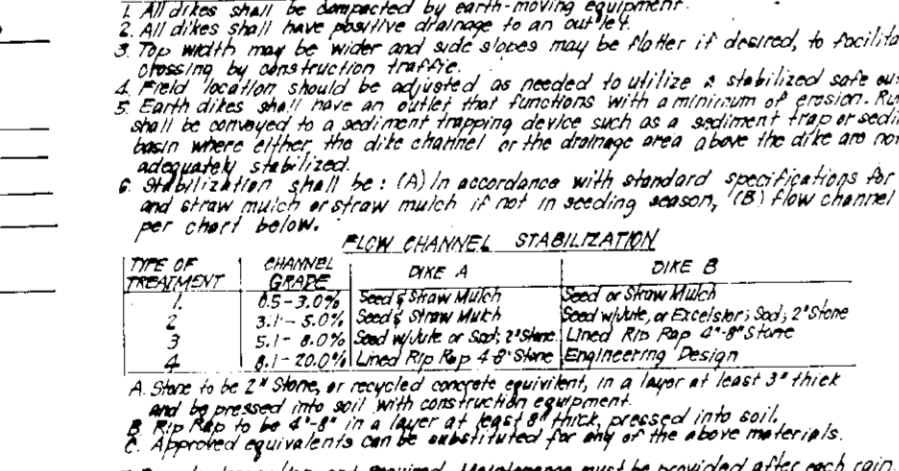 1. All dikes shall be compacted by earth-moving equipment.
2. All dikes shall have positive drainage to an outlet.
3. Top width may be wider and side slopes may be flatter if desired, to facilita
crossing by construction traffic.
4. Field location should be adjusted as needed to utilize a stabilized safe ou
5. Earth dikes shall have an outlet that functions with a minimum of erosion. Ru
shall be conveyed to a sediment trapping device such as a sediment trap or sedi
basin where either the dike channel or the drainage area above the dike are no
adequately stabilized.
6. Stabilization shall be: (A) In accordance with standard specifications for
and straw mulch or straw mulch if not in seeding season, (B) flow channel
per chart below.
FLOW CHANNEL STABILIZATION
TYPE OF TREATMENT CHANNEL GRADE DIKE A DIKE B
1. 0.5-3.0% Seed & Straw Mulch Seed or Straw Mulch
2 3.1-5.0% Seed & Straw Mulch Seed w/Jute, or Excelsior; Sod; 2" Stone
3 5.1-8.0% Seed w/Jute or Sod; 2" Stone Lined Rip Rap 4"-8" Stone
4 8.1-20.0% Lined Rip Rap 4-8" Stone Engineering Design
A. Stone to be 2" Stone, or recycled concrete equivilent, in a layer at least 3" thick
and be pressed into soil with construction equipment.
B. Rip Rap to be 4"-8" in a layer at least 8" thick, pressed into soil.
C. Approved equivalents can be substituted for any of the above materials.
required. Maintenance must be provided after each rain.